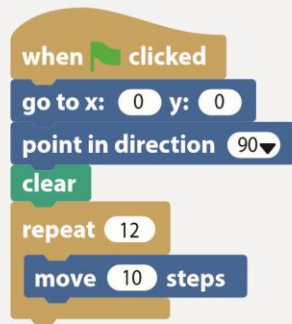 when clicked
go to x: 0 y: 0
point in direction 90
clear
repeat 12
move 10 steps